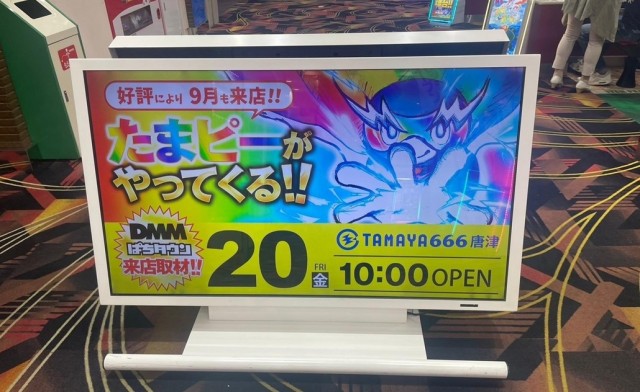 好評により 9月も来店!!
たまピーが
やってくる!!
DMM
ぱちタウン
来店取材!!
20
FRI
金
TAMAYA666 唐津
10:00 OPEN